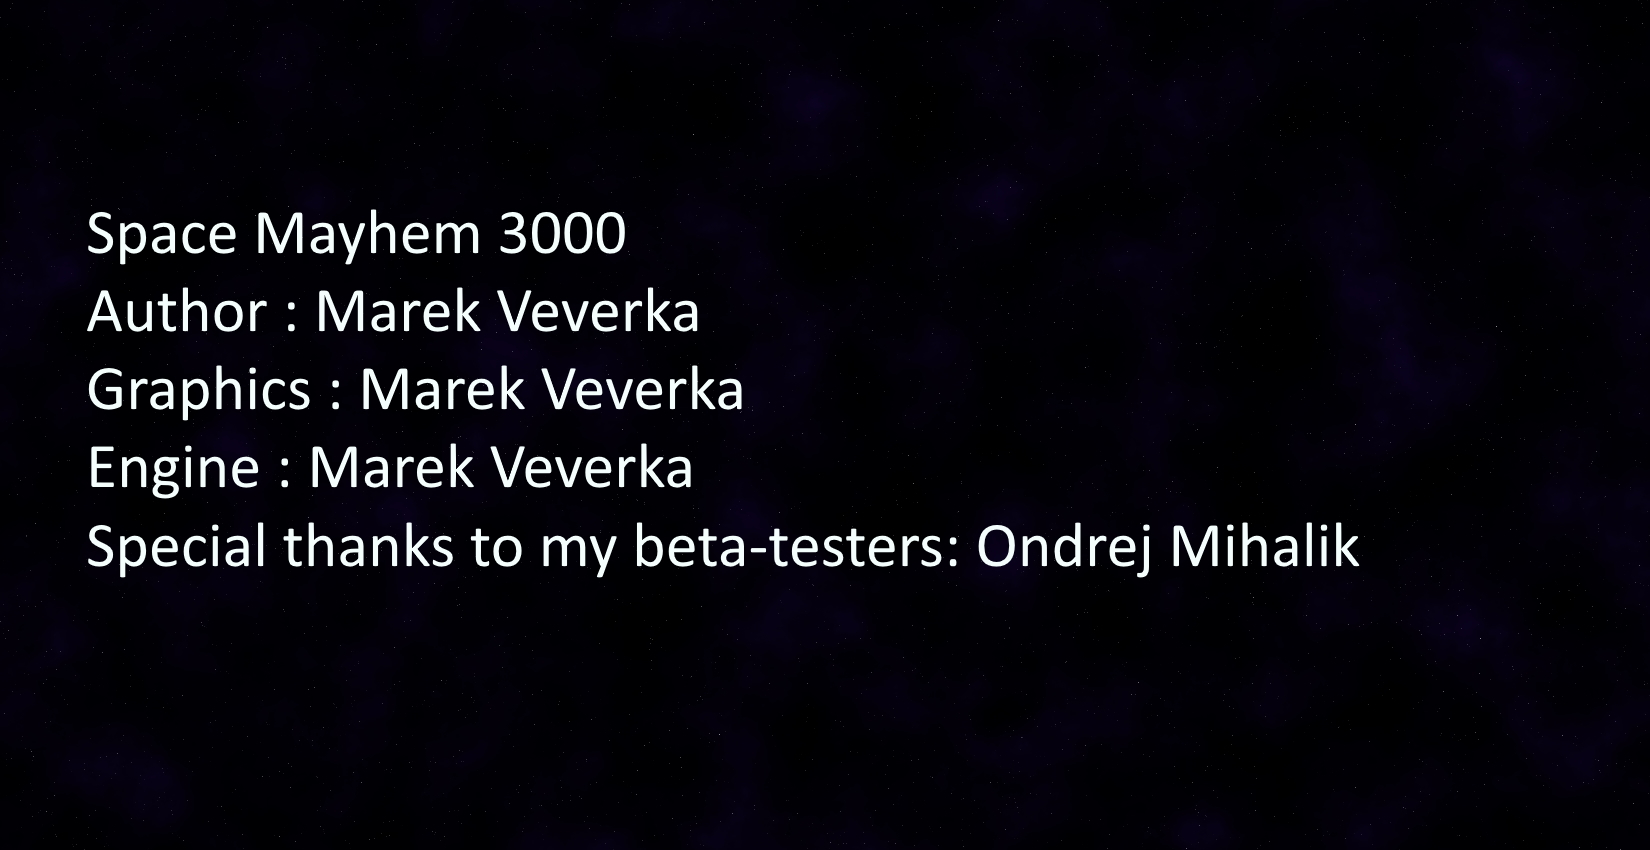 Space Mayhem 3000
Author : Marek Veverka
Graphics : Marek Veverka
Engine : Marek Veverka
Special thanks to my beta-testers: Ondrej Mihalik